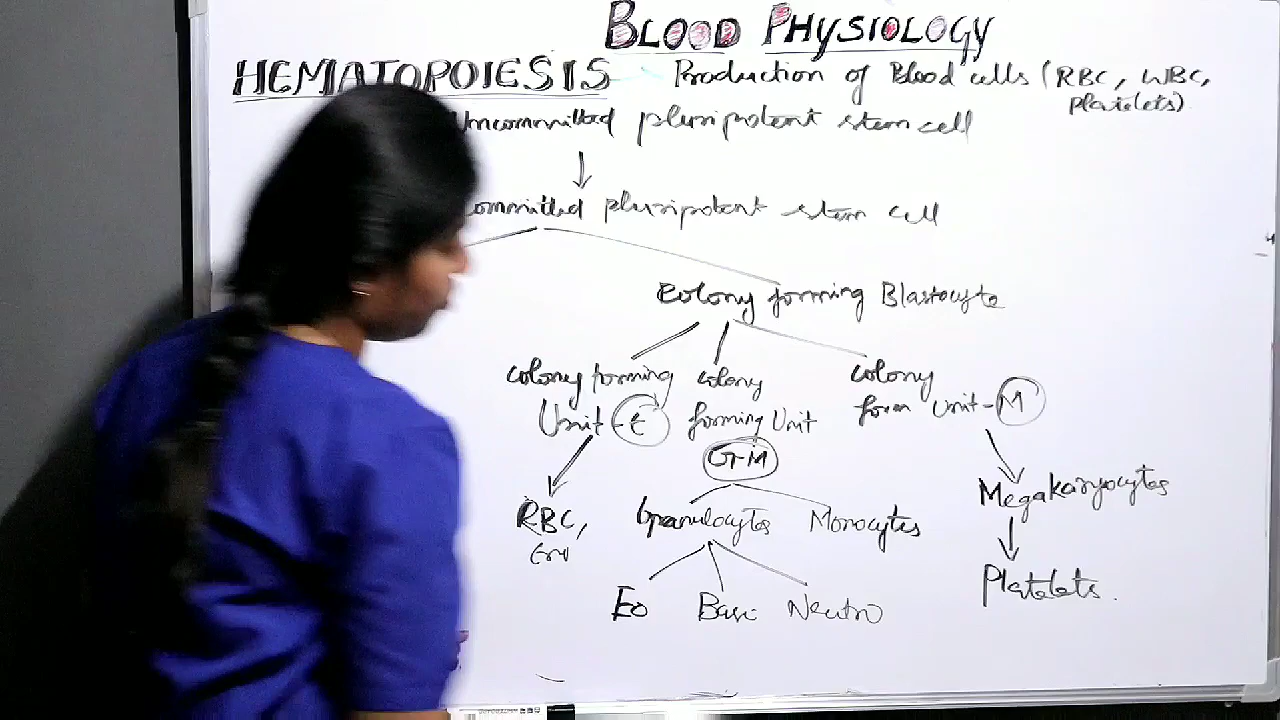 BLOOD PHYSIOLOGY
HEMATOPOIESIS Production of Blood cells (RBC, WBC,
platelets)
Uncommitted pluripotent stem cell
committed pluripotent stem cell
Colony forming Blastocyte
colony forming
Unit - E
colony
forming Unit
G-M
colony
form Unit - M
RBC,
Ery
Granulocytes
Monocytes
Megakaryocytes
Platelets.
Eo Baso Neutro